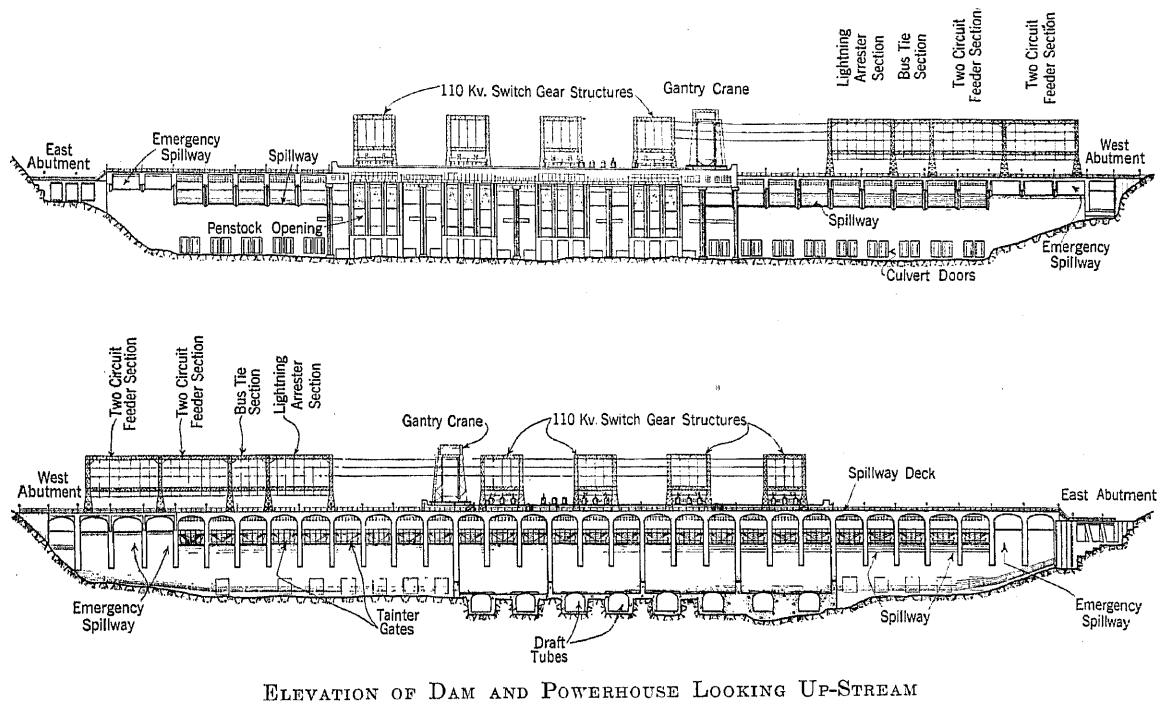 110 Kv. Switch Gear Structures
Gantry Crane
Lightning
Arrester
Section
Bus Tie
Section
Two Circuit
Feeder Section
Two Circuit
Feeder Section
East
Abutment
Emergency
Spillway
Spillway
West
Abutment
Penstock Opening
Spillway
Emergency
Spillway
Culvert Doors
Two Circuit
Feeder Section
Two Circuit
Feeder Section
Bus Tie
Section
Lightning
Arrester
Section
Gantry Crane
110 Kv. Switch Gear Structures
West
Abutment
Spillway Deck
East Abutment
Emergency
Spillway
Tainter
Gates
Draft
Tubes
Spillway
Emergency
Spillway
Elevation of Dam and Powerhouse Looking Up-Stream